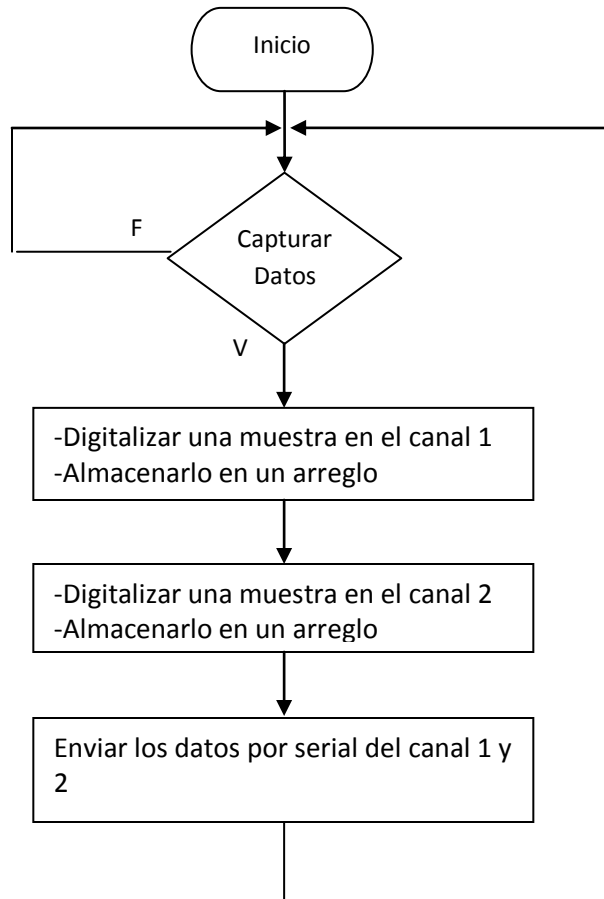 Inicio
F
Capturar
Datos
V
-Digitalizar una muestra en el canal 1
-Almacenarlo en un arreglo
-Digitalizar una muestra en el canal 2
-Almacenarlo en un arreglo
Enviar los datos por serial del canal 1 y
2